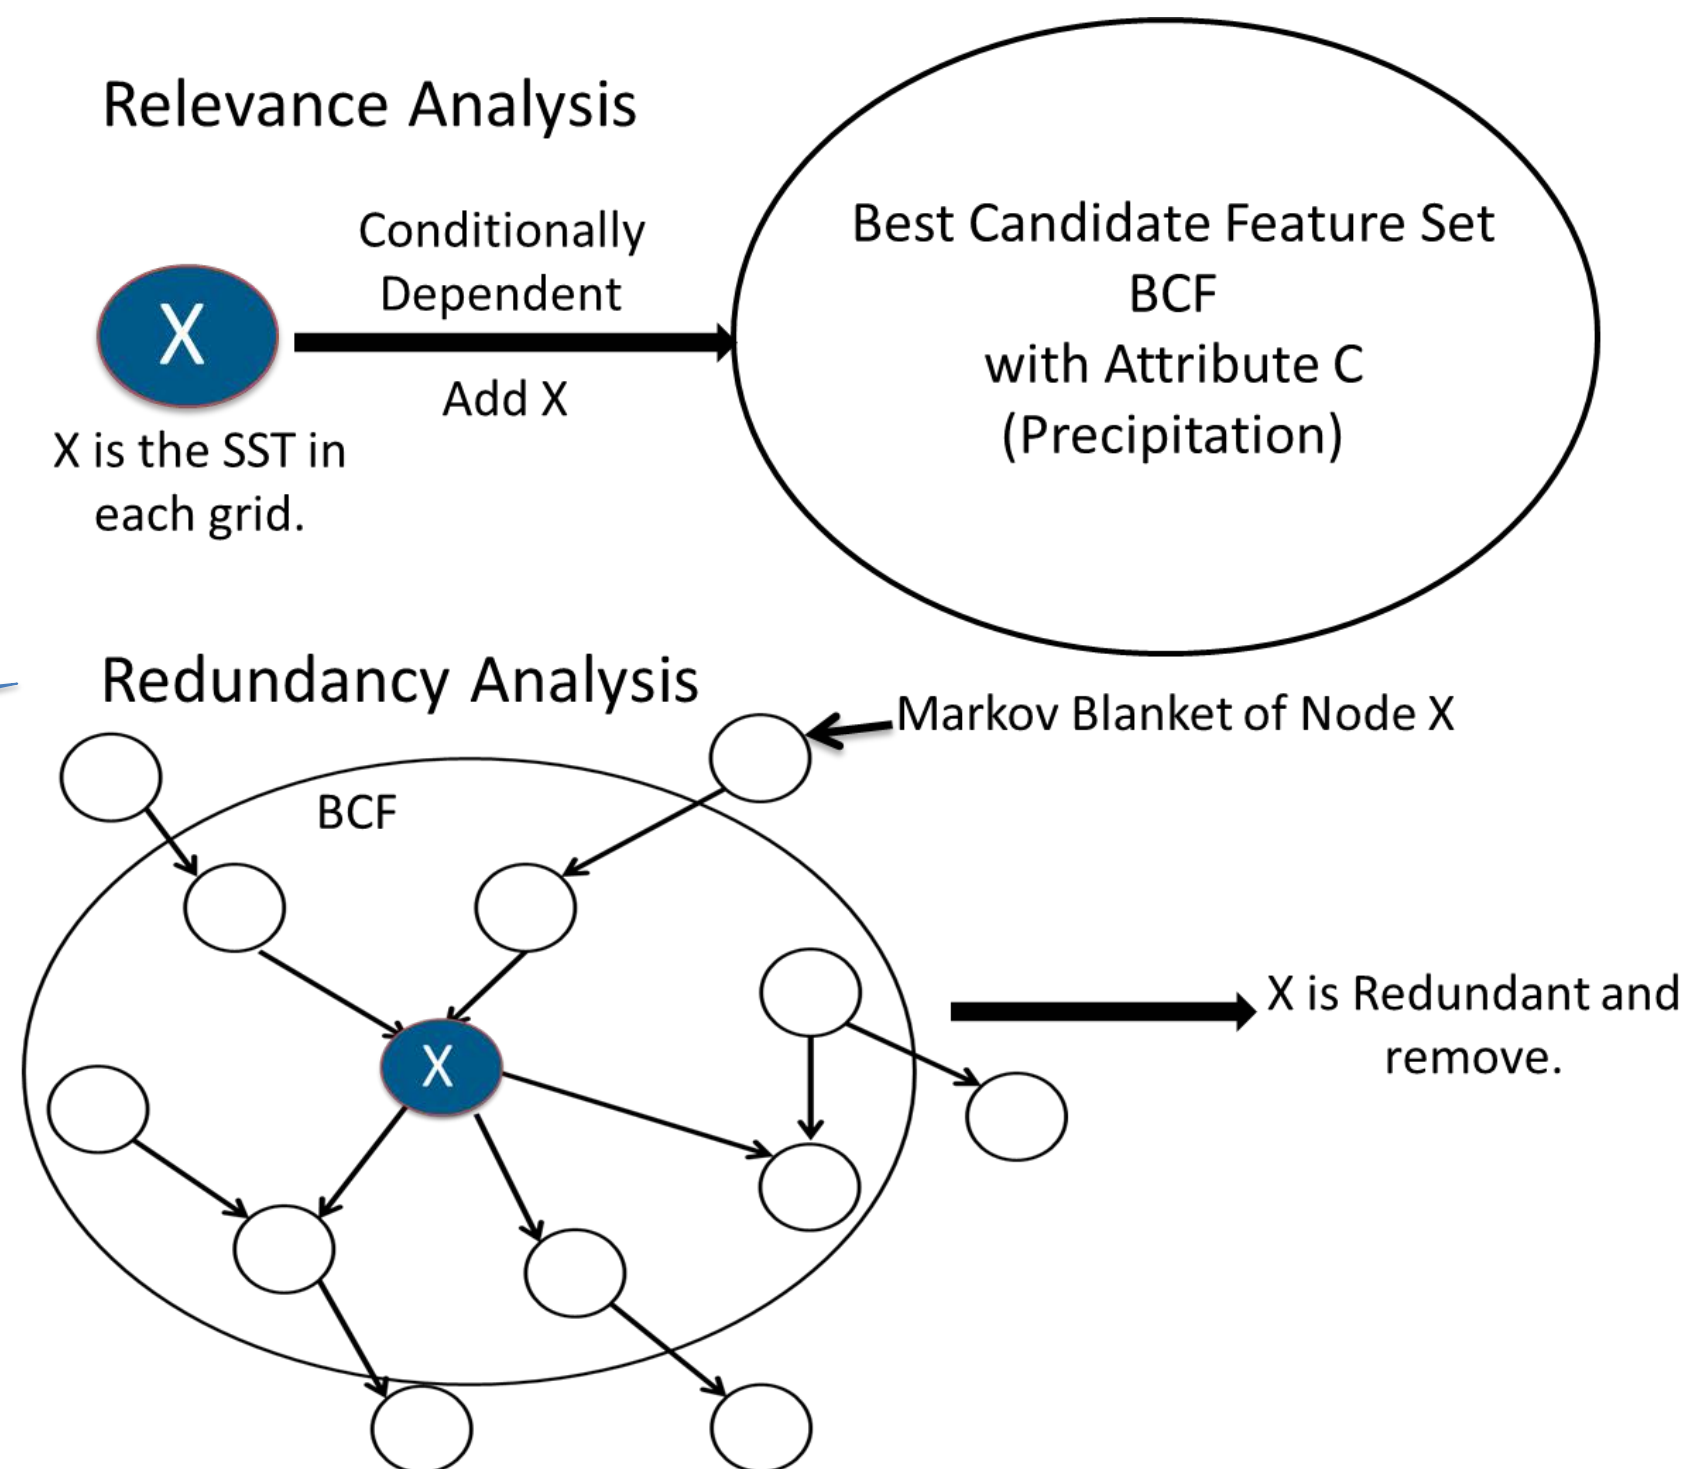 Relevance Analysis
Conditionally
Dependent
X
Add X
X is the SST in
each grid.
Best Candidate Feature Set
BCF
with Attribute C
(Precipitation)
Redundancy Analysis
Markov Blanket of Node X
BCF
X
X is Redundant and
remove.